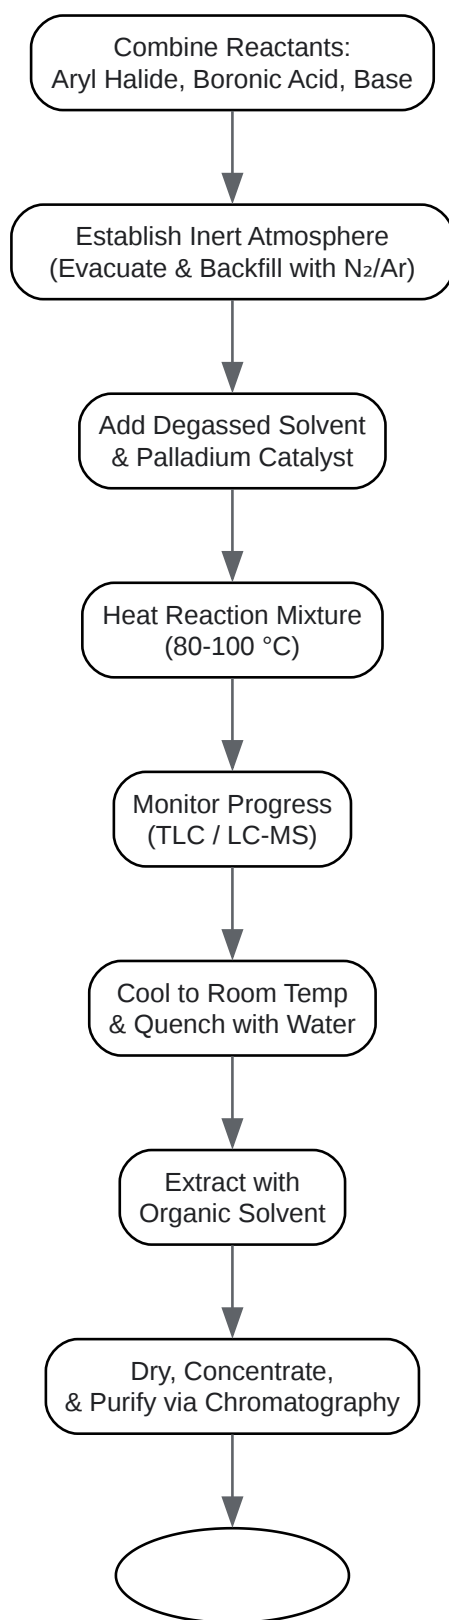 Combine Reactants:
Aryl Halide, Boronic Acid, Base
Establish Inert Atmosphere
(Evacuate & Backfill with N₂/Ar)
Add Degassed Solvent
& Palladium Catalyst
Heat Reaction Mixture
(80-100 °C)
Monitor Progress
(TLC / LC-MS)
Cool to Room Temp
& Quench with Water
Extract with
Organic Solvent
Dry, Concentrate,
& Purify via Chromatography